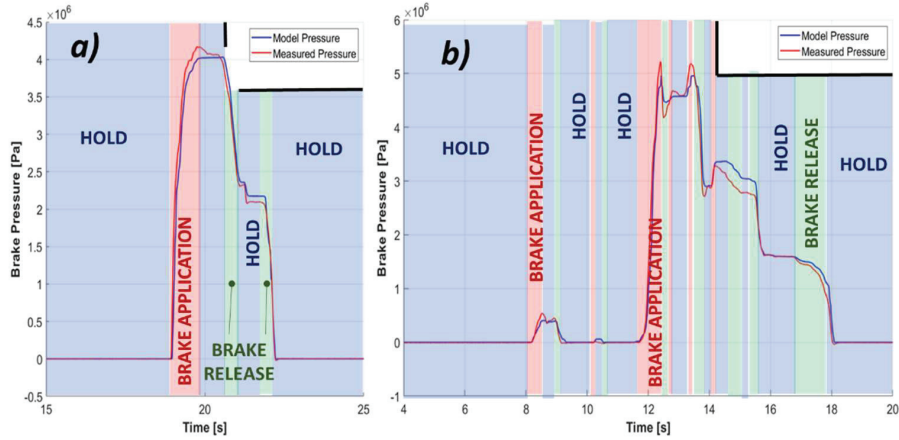 ×10⁶
a)
Model Pressure
Measured Pressure
Brake Pressure [Pa]
4.5
4
3.5
3
2.5
2
1.5
1
0.5
0
-0.5
HOLD
BRAKE APPLICATION
HOLD
HOLD
BRAKE
RELEASE
15
20
25
Time [s]
×10⁶
b)
Model Pressure
Measured Pressure
Brake Pressure [Pa]
6
5
4
3
2
1
0
-1
HOLD
BRAKE APPLICATION
HOLD
HOLD
BRAKE APPLICATION
HOLD
BRAKE RELEASE
HOLD
4
6
8
10
12
14
16
18
20
Time [s]